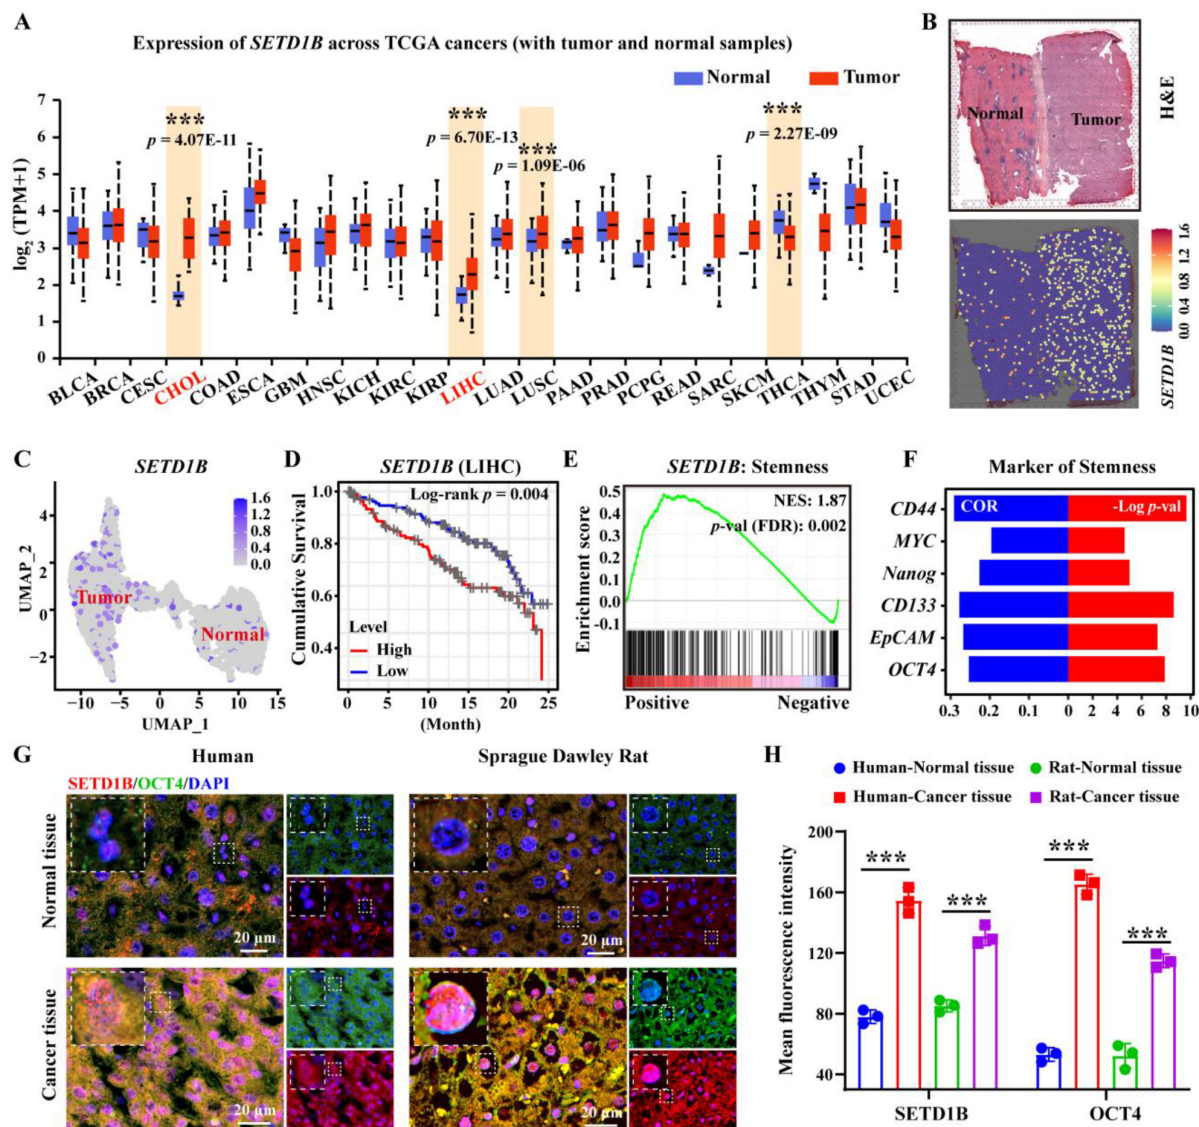 A
Expression of SETD1B across TCGA cancers (with tumor and normal samples)
Normal
Tumor
log₂ (TPM+1)
7
6
5
4
3
2
1
0
***
p = 4.07E-11
***
p = 6.70E-13
***
p = 1.09E-06
***
p = 2.27E-09
BLCA
BRCA
CESC
CHOL
COAD
ESCA
GBM
HNSC
KICH
KIRC
KIRP
LIHC
LUAD
LUSC
PAAD
PRAD
PCPG
READ
SARC
SKCM
THCA
THYM
STAD
UCEC
B
Normal
Tumor
H&E
1.6
1.2
0.8
0.4
0.0
SETD1B
C
SETD1B
1.6
1.2
0.8
0.4
0.0
UMAP_2
4
2
0
−2
Tumor
Normal
−10
−5
0
5
10
15
UMAP_1
D
SETD1B (LIHC)
Log-rank p = 0.004
Cumulative Survival
1.0
0.8
0.6
0.4
Level
High
Low
0
5
10
15
20
25
(Month)
E
SETD1B: Stemness
NES: 1.87
p-val (FDR): 0.002
Enrichment score
0.5
0.4
0.3
0.2
0.1
0.0
-0.1
Positive
Negative
F
Marker of Stemness
COR
-Log p-val
CD44
MYC
Nanog
CD133
EpCAM
OCT4
0.3
0.2
0.1
0
2
4
6
8
10
G
Human
Sprague Dawley Rat
SETD1B/OCT4/DAPI
Normal tissue
20 μm
20 μm
Cancer tissue
20 μm
20 μm
H
Human-Normal tissue
Rat-Normal tissue
Human-Cancer tissue
Rat-Cancer tissue
Mean fluorescence intensity
200
160
120
80
40
***
***
***
***
SETD1B
OCT4